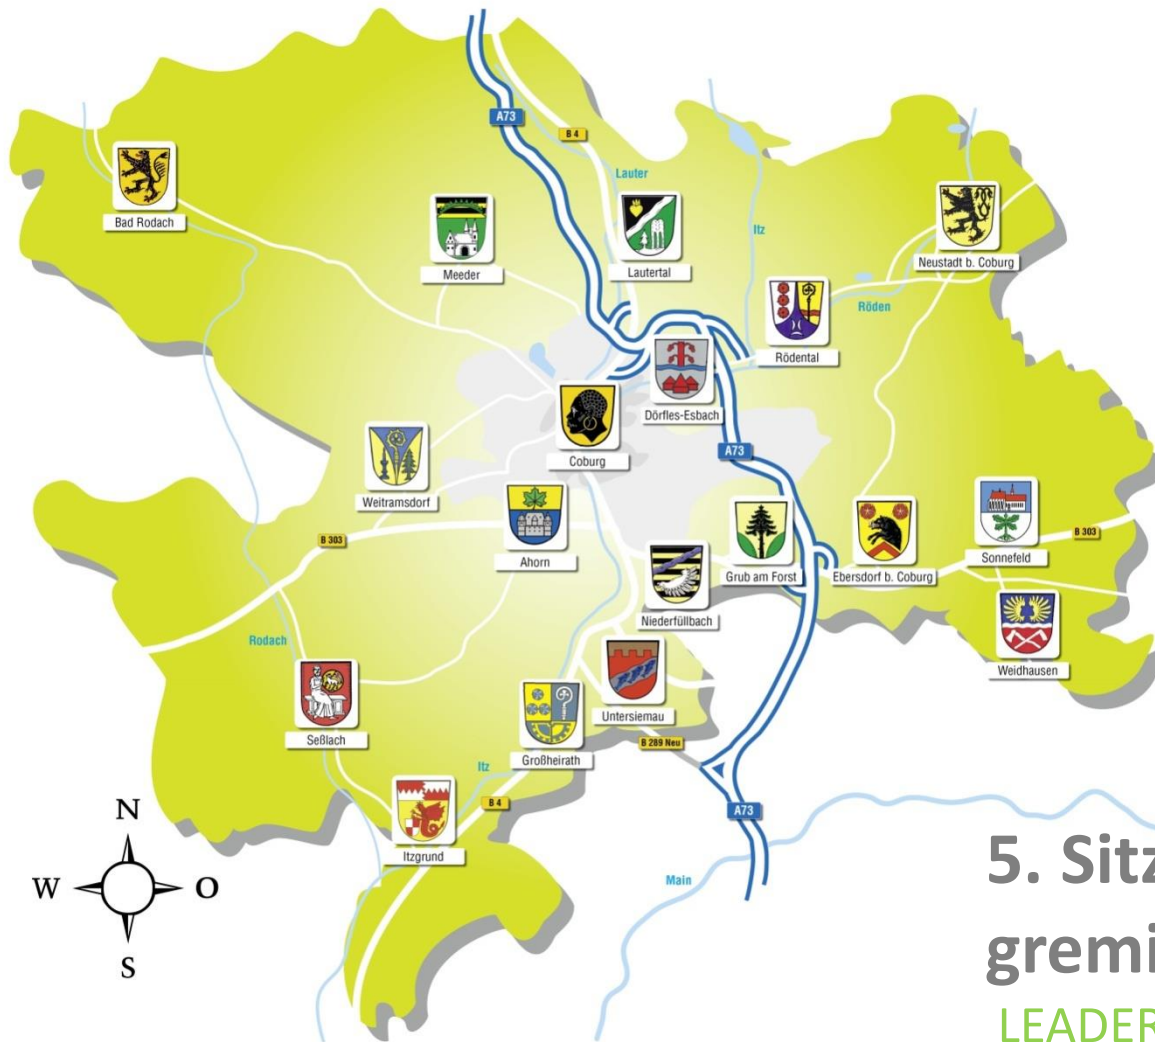 A73
B 4
Lauter
Itz
Bad Rodach
Meeder
Lautertal
Neustadt b. Coburg
Röden
Rödental
Dörfles-Esbach
Coburg
A73
Weitramsdorf
B 303
Ahorn
Grub am Forst
Ebersdorf b. Coburg
Sonnefeld
B 303
Niederfüllbach
Rodach
Weidhausen
Untersiemau
Seßlach
Großheirath
B 289 Neu
Itz
B 4
A73
Itzgrund
Main
N
W
O
S
5. Sitz
gremi
LEADER